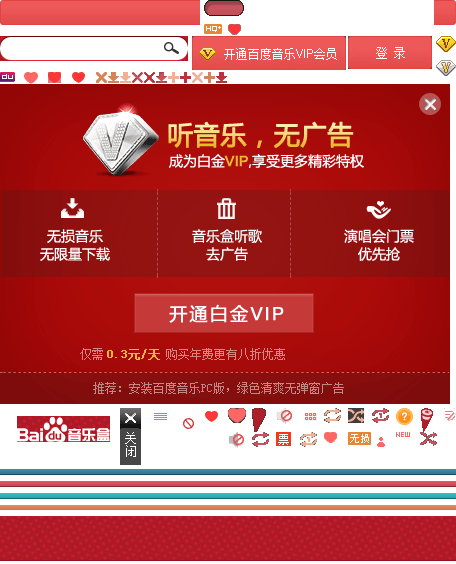 HQ+
开通百度音乐VIP会员
登 录
du
V
听音乐，无广告
成为白金VIP,享受更多精彩特权
无损音乐
无限量下载
音乐盒听歌
去广告
演唱会门票
优先抢
开通白金VIP
仅需 0.3元/天 购买年费更有八折优惠
推荐：安装百度音乐PC版，绿色清爽无弹窗广告
Bai du 音乐盒
关闭
1
?
票
1
无损
NEW